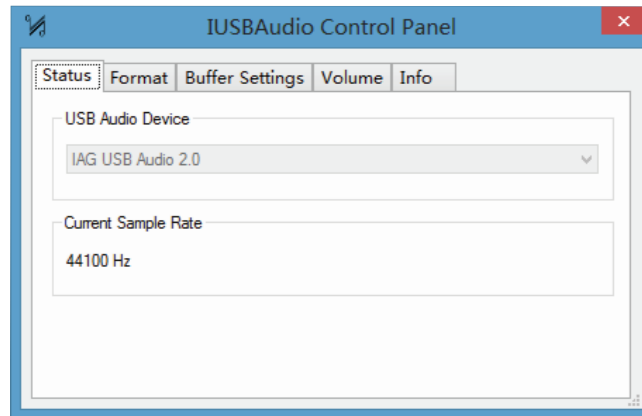 IUSBAudio Control Panel
Status Format Buffer Settings Volume Info
USB Audio Device
IAG USB Audio 2.0
Current Sample Rate
44100 Hz